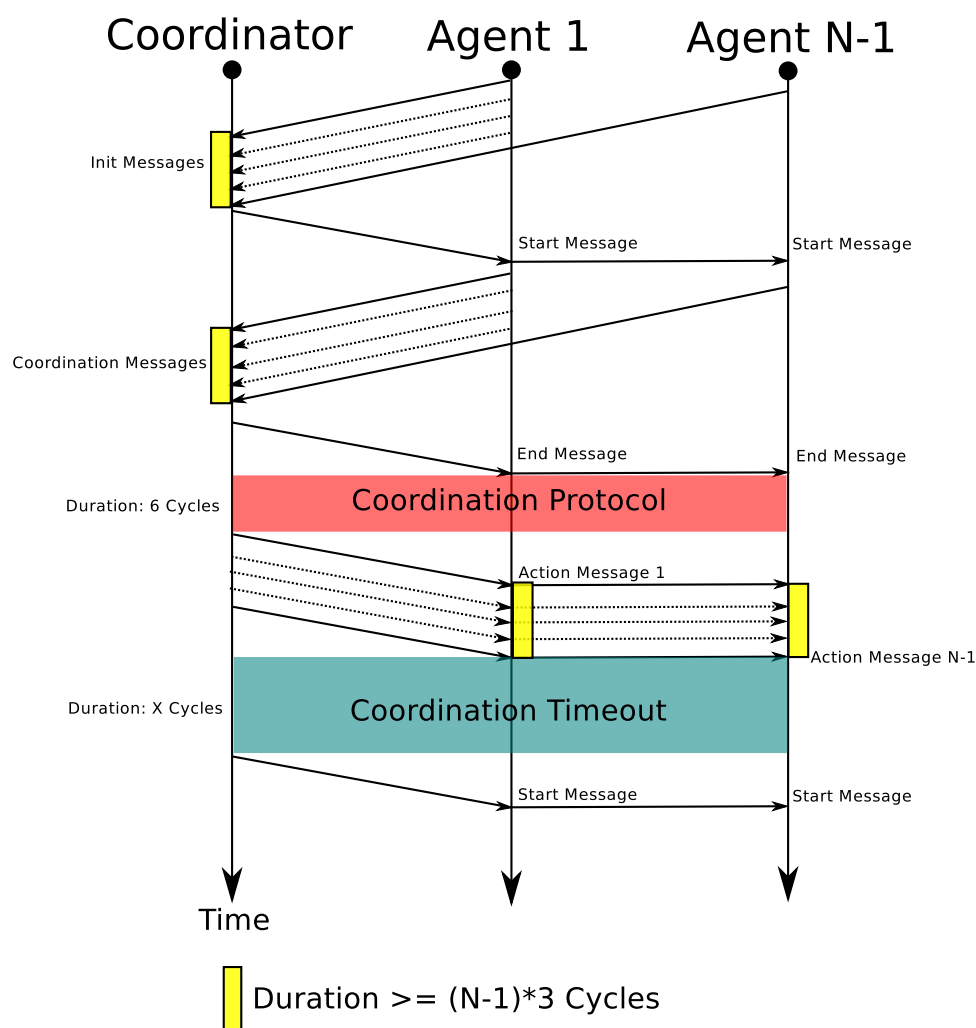 Coordinator
Agent 1
Agent N-1
Init Messages
Start Message
Start Message
Coordination Messages
End Message
End Message
Duration: 6 Cycles
Coordination Protocol
Action Message 1
Action Message N-1
Duration: X Cycles
Coordination Timeout
Start Message
Start Message
Time
Duration >= (N-1)*3 Cycles